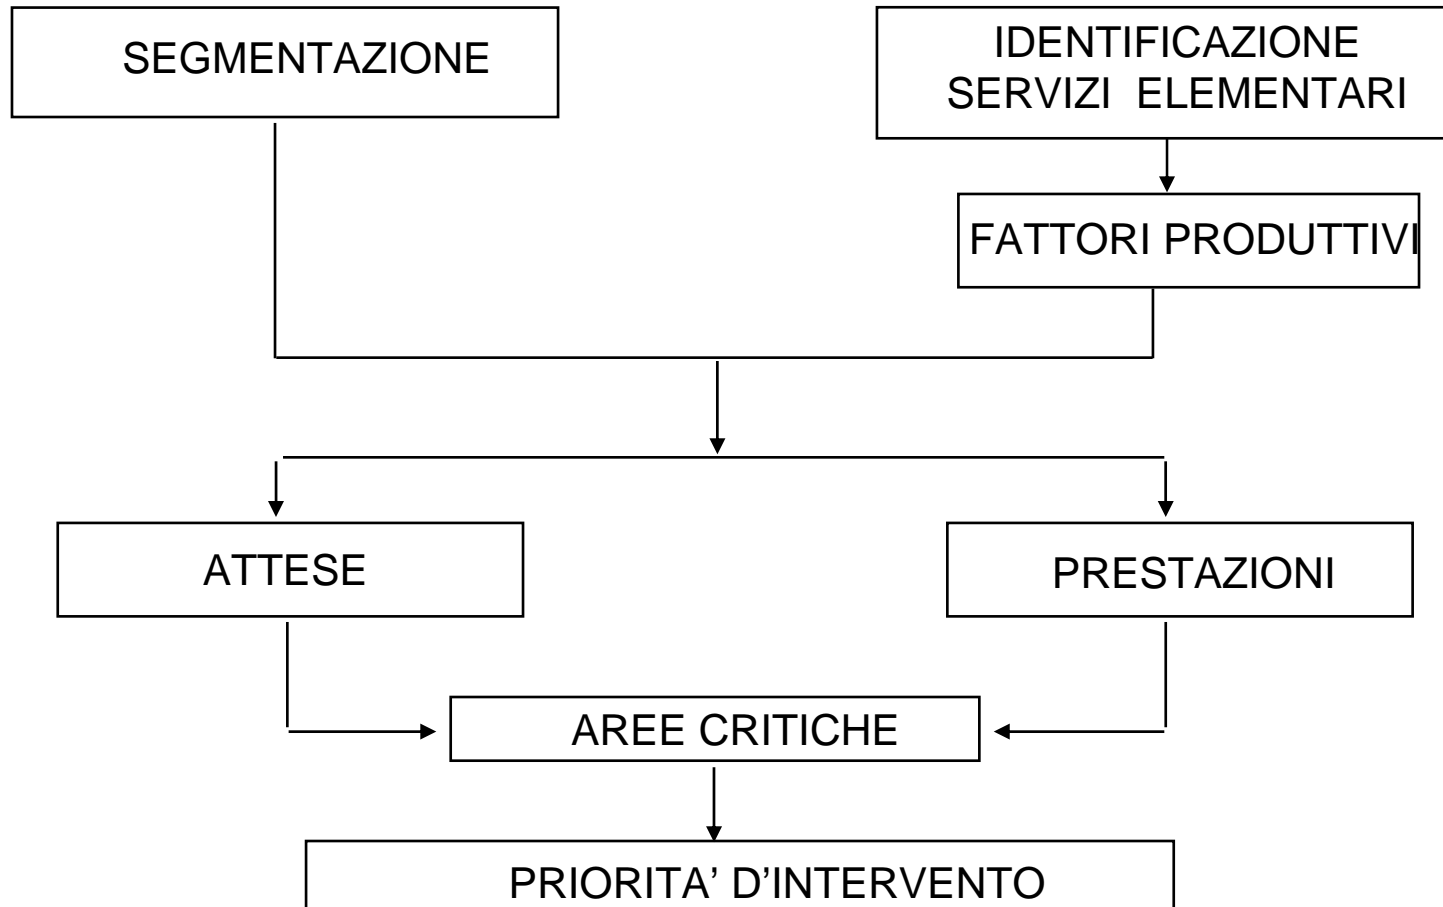 SEGMENTAZIONE
IDENTIFICAZIONE
SERVIZI ELEMENTARI
FATTORI PRODUTTIVI
ATTESE
PRESTAZIONI
AREE CRITICHE
PRIORITA’ D’INTERVENTO